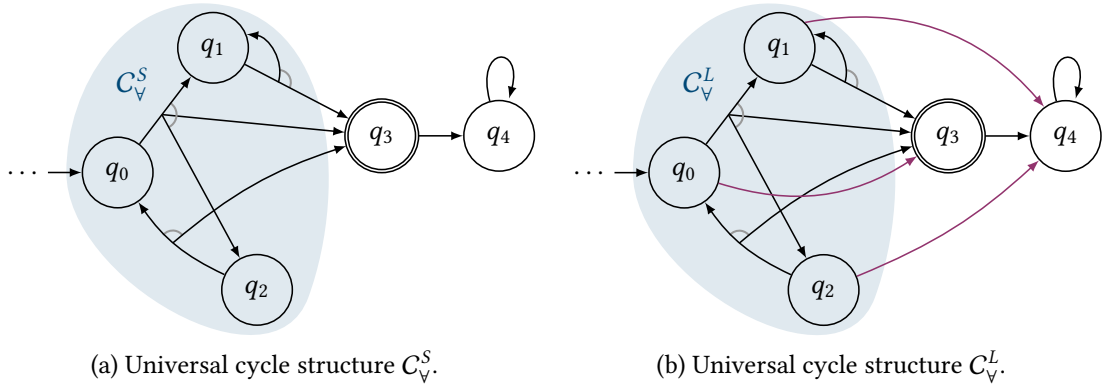 q₁
C∀ˢ
q₀
q₃
q₄
q₂
···
(a) Universal cycle structure C∀ˢ.
q₁
C∀ᴸ
q₀
q₃
q₄
q₂
···
(b) Universal cycle structure C∀ᴸ.